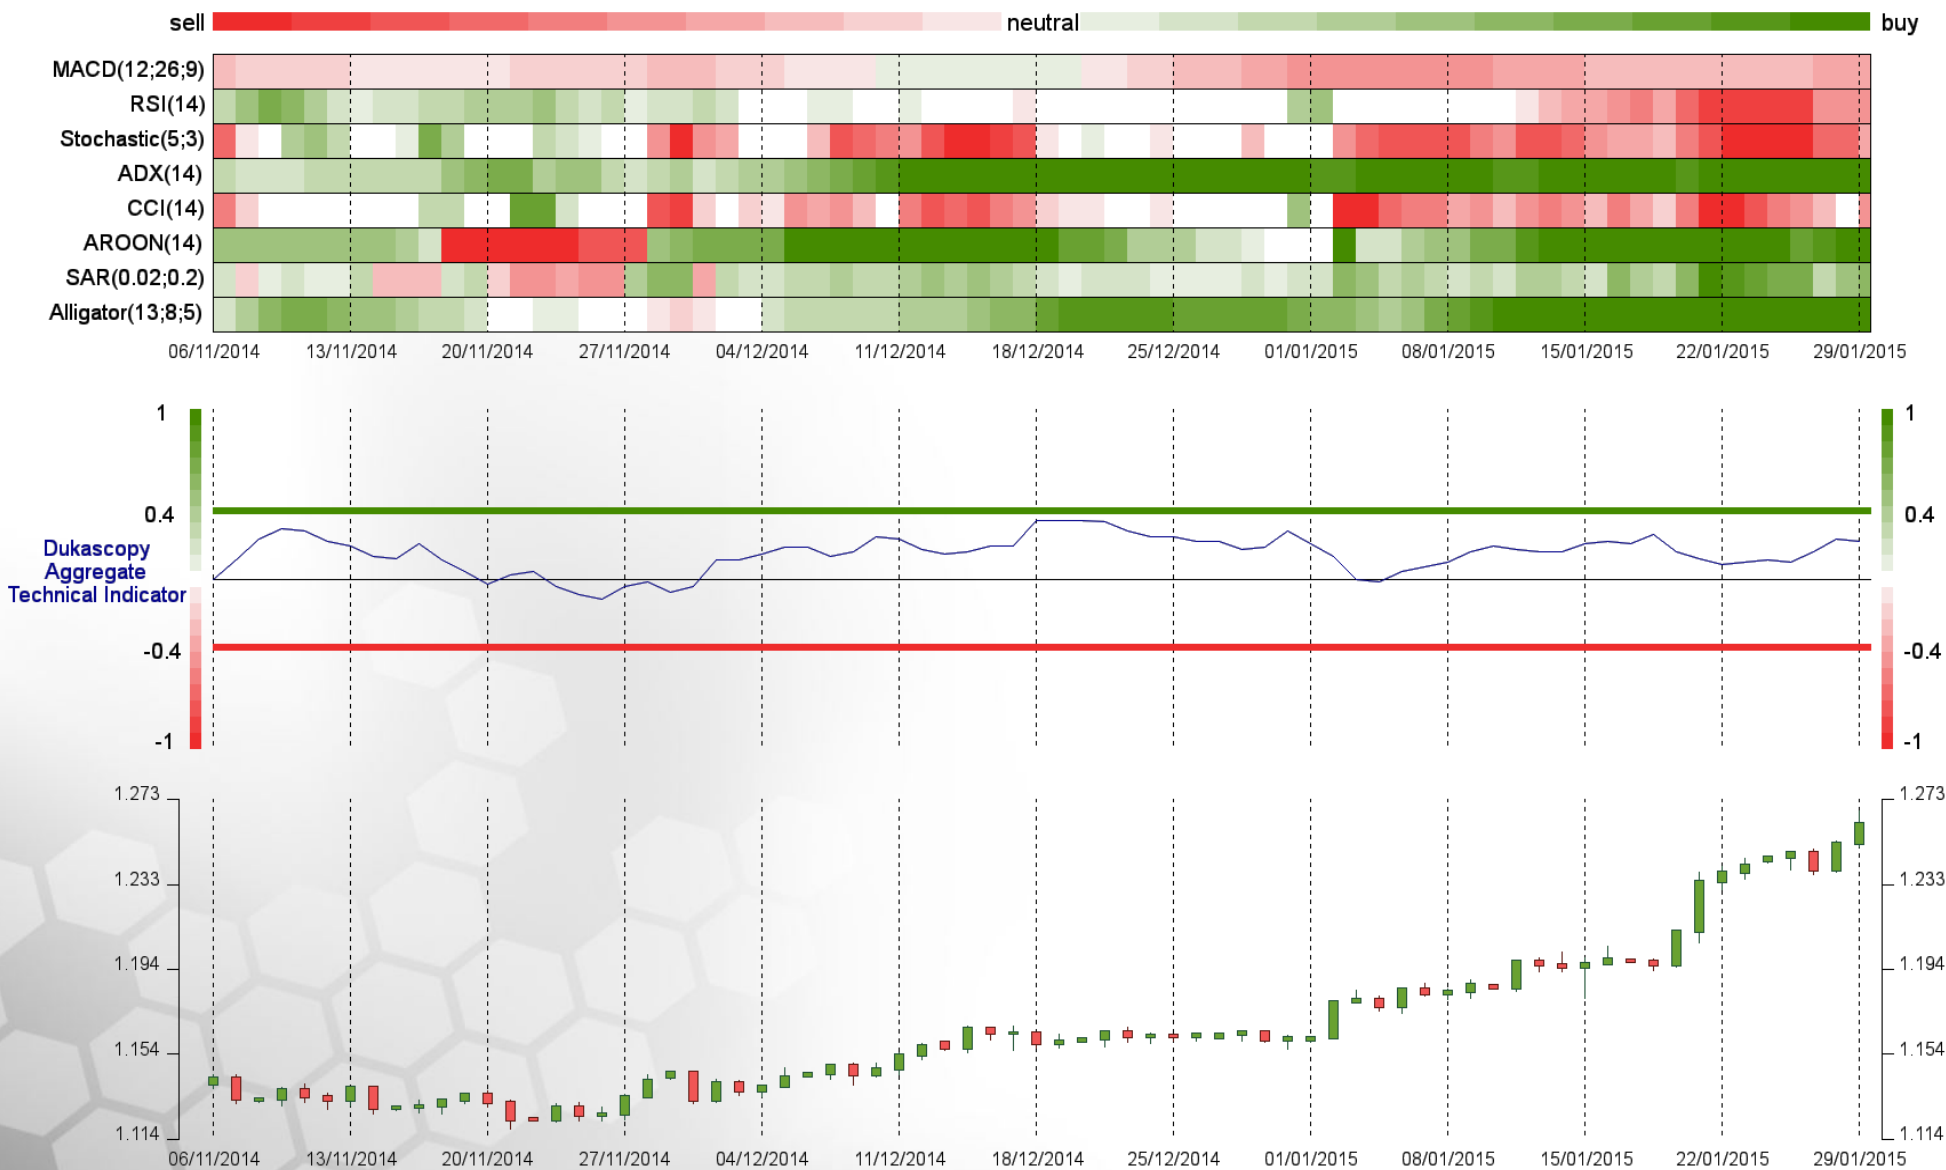 sell neutral buy
MACD(12;26;9)
RSI(14)
Stochastic(5;3)
ADX(14)
CCI(14)
AROON(14)
SAR(0.02;0.2)
Alligator(13;8;5)
06/11/2014 13/11/2014 20/11/2014 27/11/2014 04/12/2014 11/12/2014 18/12/2014 25/12/2014 01/01/2015 08/01/2015 15/01/2015 22/01/2015 29/01/2015
1 1
0.4 0.4
Dukascopy
Aggregate
Technical Indicator
-0.4 -0.4
-1 -1
1.273 1.273
1.233 1.233
1.194 1.194
1.154 1.154
1.114 1.114
06/11/2014 13/11/2014 20/11/2014 27/11/2014 04/12/2014 11/12/2014 18/12/2014 25/12/2014 01/01/2015 08/01/2015 15/01/2015 22/01/2015 29/01/2015